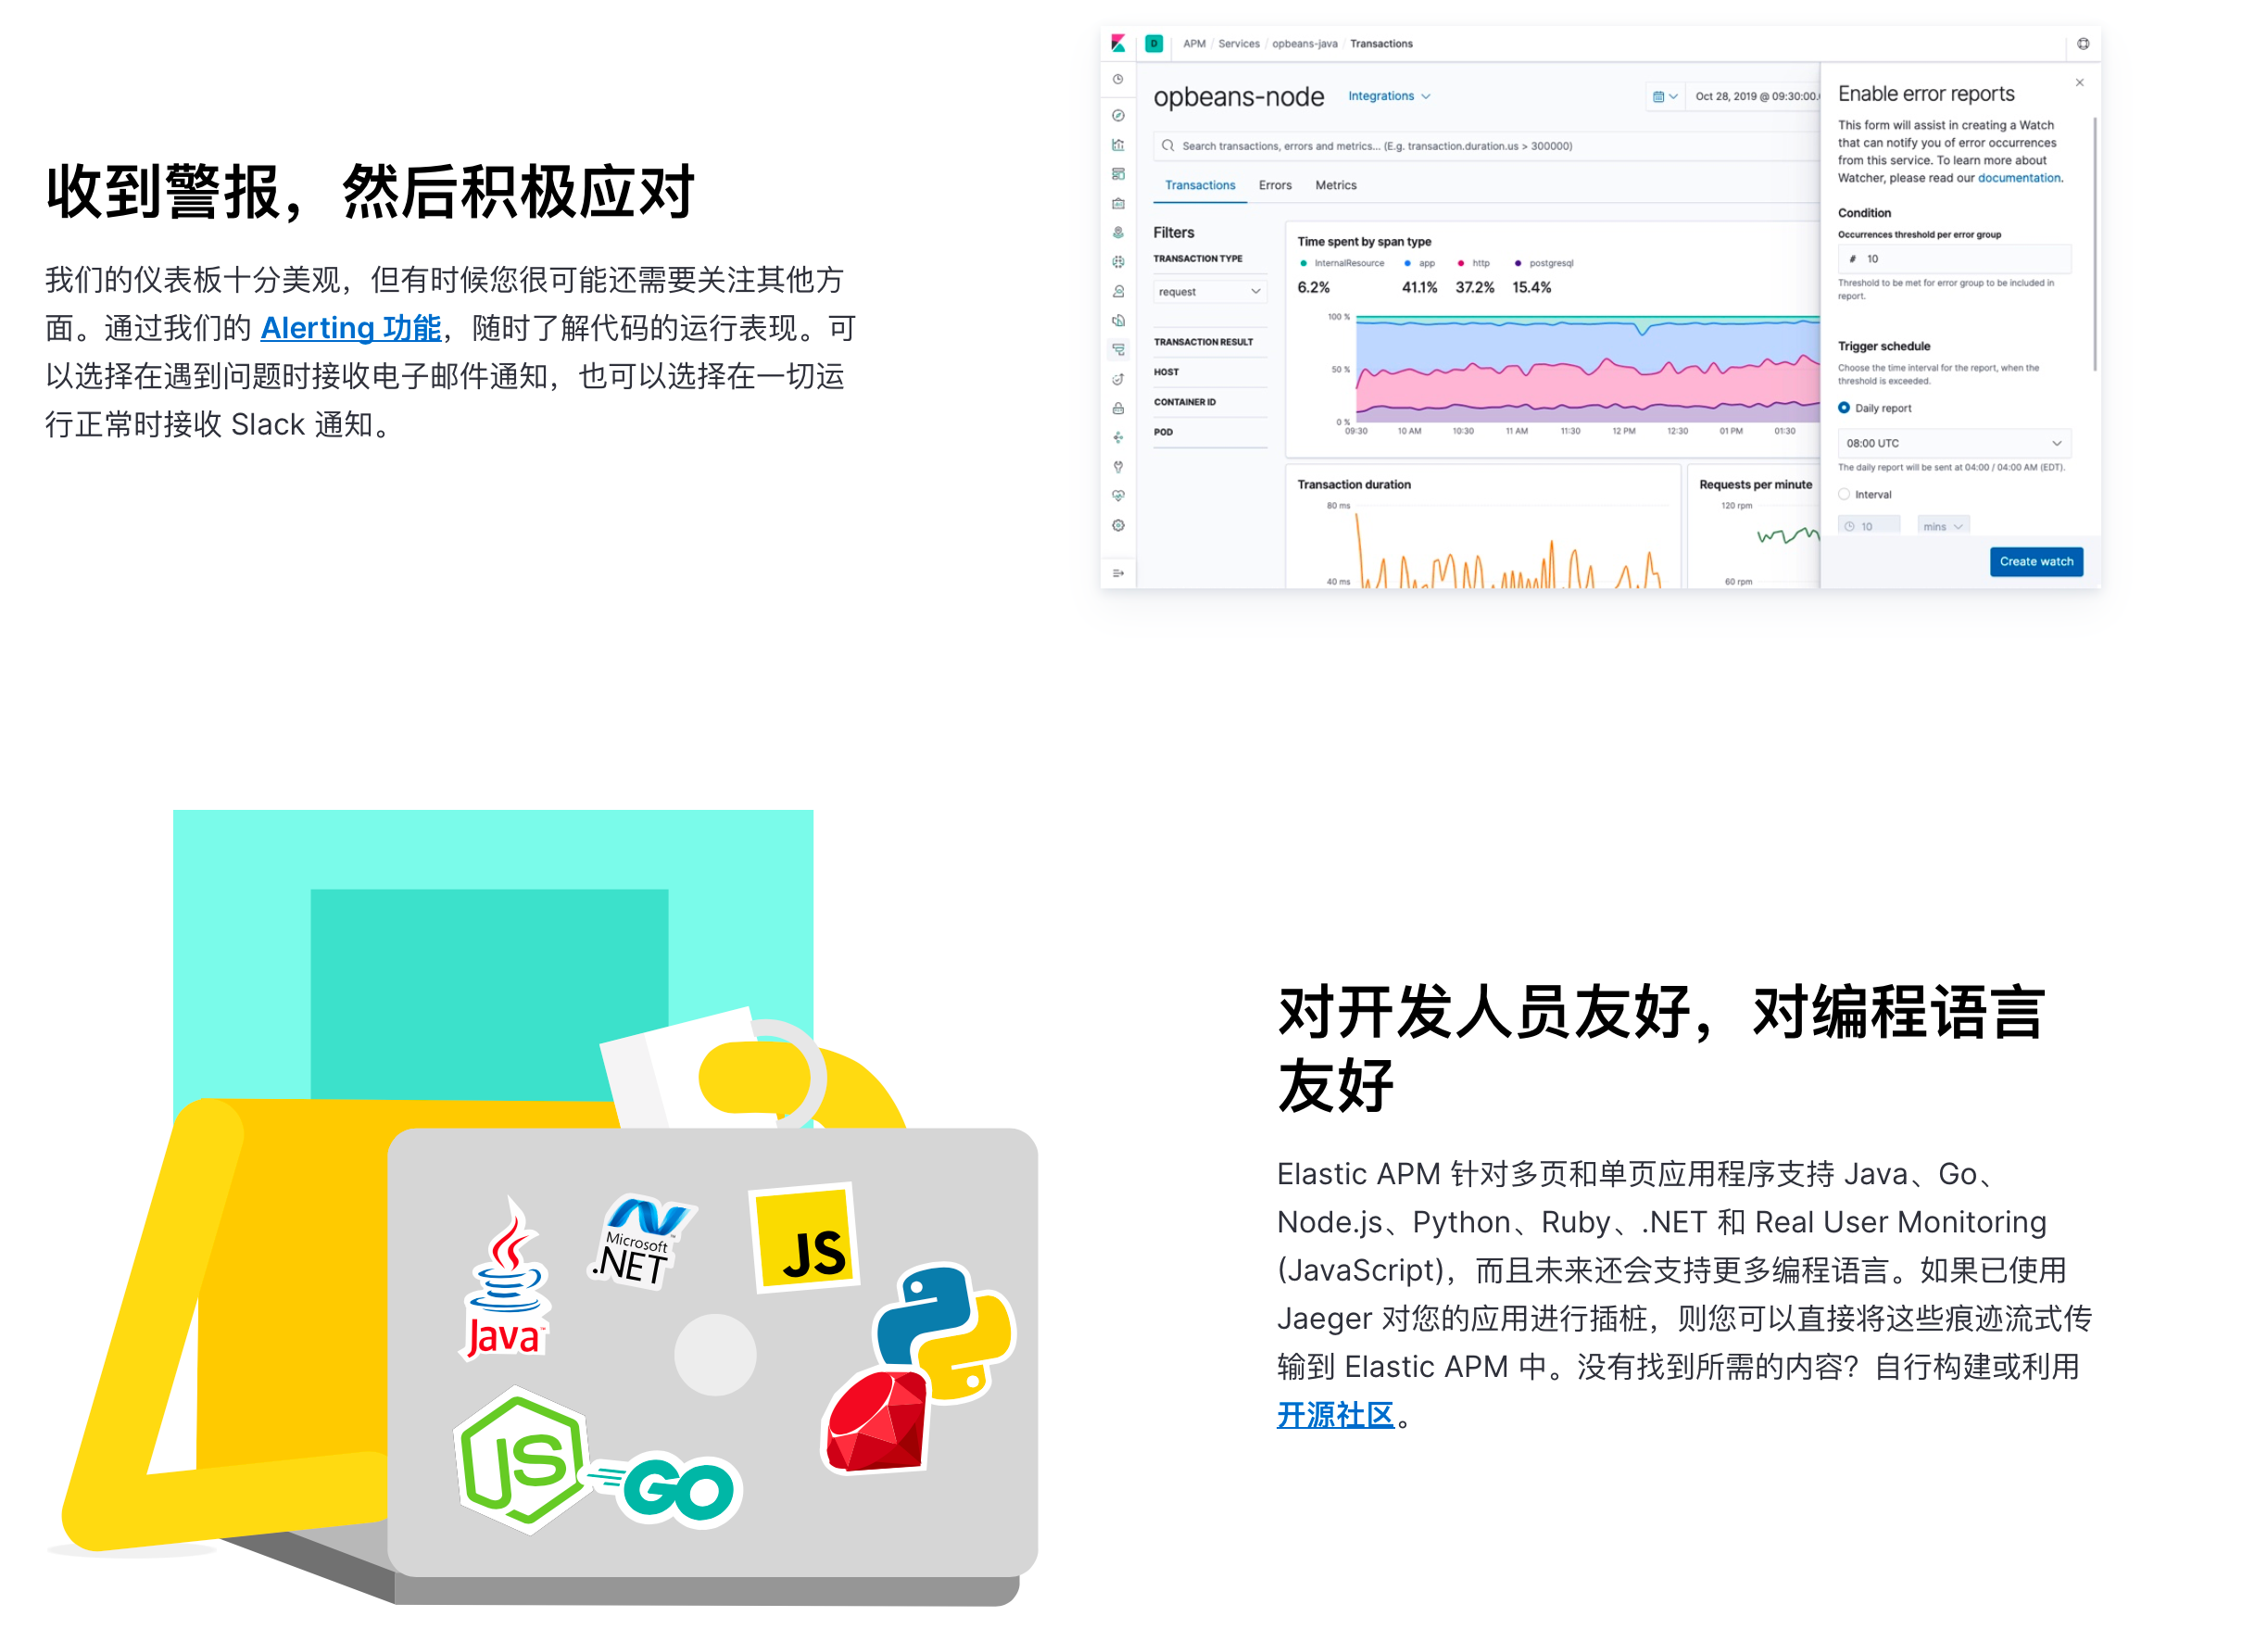 收到警报，然后积极应对
我们的仪表板十分美观，但有时候您很可能还需要关注其他方
面。通过我们的 Alerting 功能，随时了解代码的运行表现。可
以选择在遇到问题时接收电子邮件通知，也可以选择在一切运
行正常时接收 Slack 通知。
D
APM / Services / opbeans-java / Transactions
opbeans-node
Integrations
Oct 28, 2019 @ 09:30:00.
Search transactions, errors and metrics... (E.g. transaction.duration.us > 300000)
Transactions Errors Metrics
Filters
TRANSACTION TYPE
request
TRANSACTION RESULT
HOST
CONTAINER ID
POD
Time spent by span type
InternalResource app http postgresql
6.2% 41.1% 37.2% 15.4%
100 %
50 %
0 %
09:30 10 AM 10:30 11 AM 11:30 12 PM 12:30 01 PM 01:30
Transaction duration
80 ms
40 ms
Requests per minute
120 rpm
60 rpm
Enable error reports
This form will assist in creating a Watch
that can notify you of error occurrences
from this service. To learn more about
Watcher, please read our documentation.
Condition
Occurrences threshold per error group
# 10
Threshold to be met for error group to be included in
report.
Trigger schedule
Choose the time interval for the report, when the
threshold is exceeded.
Daily report
08:00 UTC
The daily report will be sent at 04:00 / 04:00 AM (EDT).
Interval
10 mins
Create watch
Java
Microsoft
.NET
JS
JS
GO
对开发人员友好，对编程语言
友好
Elastic APM 针对多页和单页应用程序支持 Java、Go、
Node.js、Python、Ruby、.NET 和 Real User Monitoring
(JavaScript)，而且未来还会支持更多编程语言。如果已使用
Jaeger 对您的应用进行插桩，则您可以直接将这些痕迹流式传
输到 Elastic APM 中。没有找到所需的内容？自行构建或利用
开源社区。